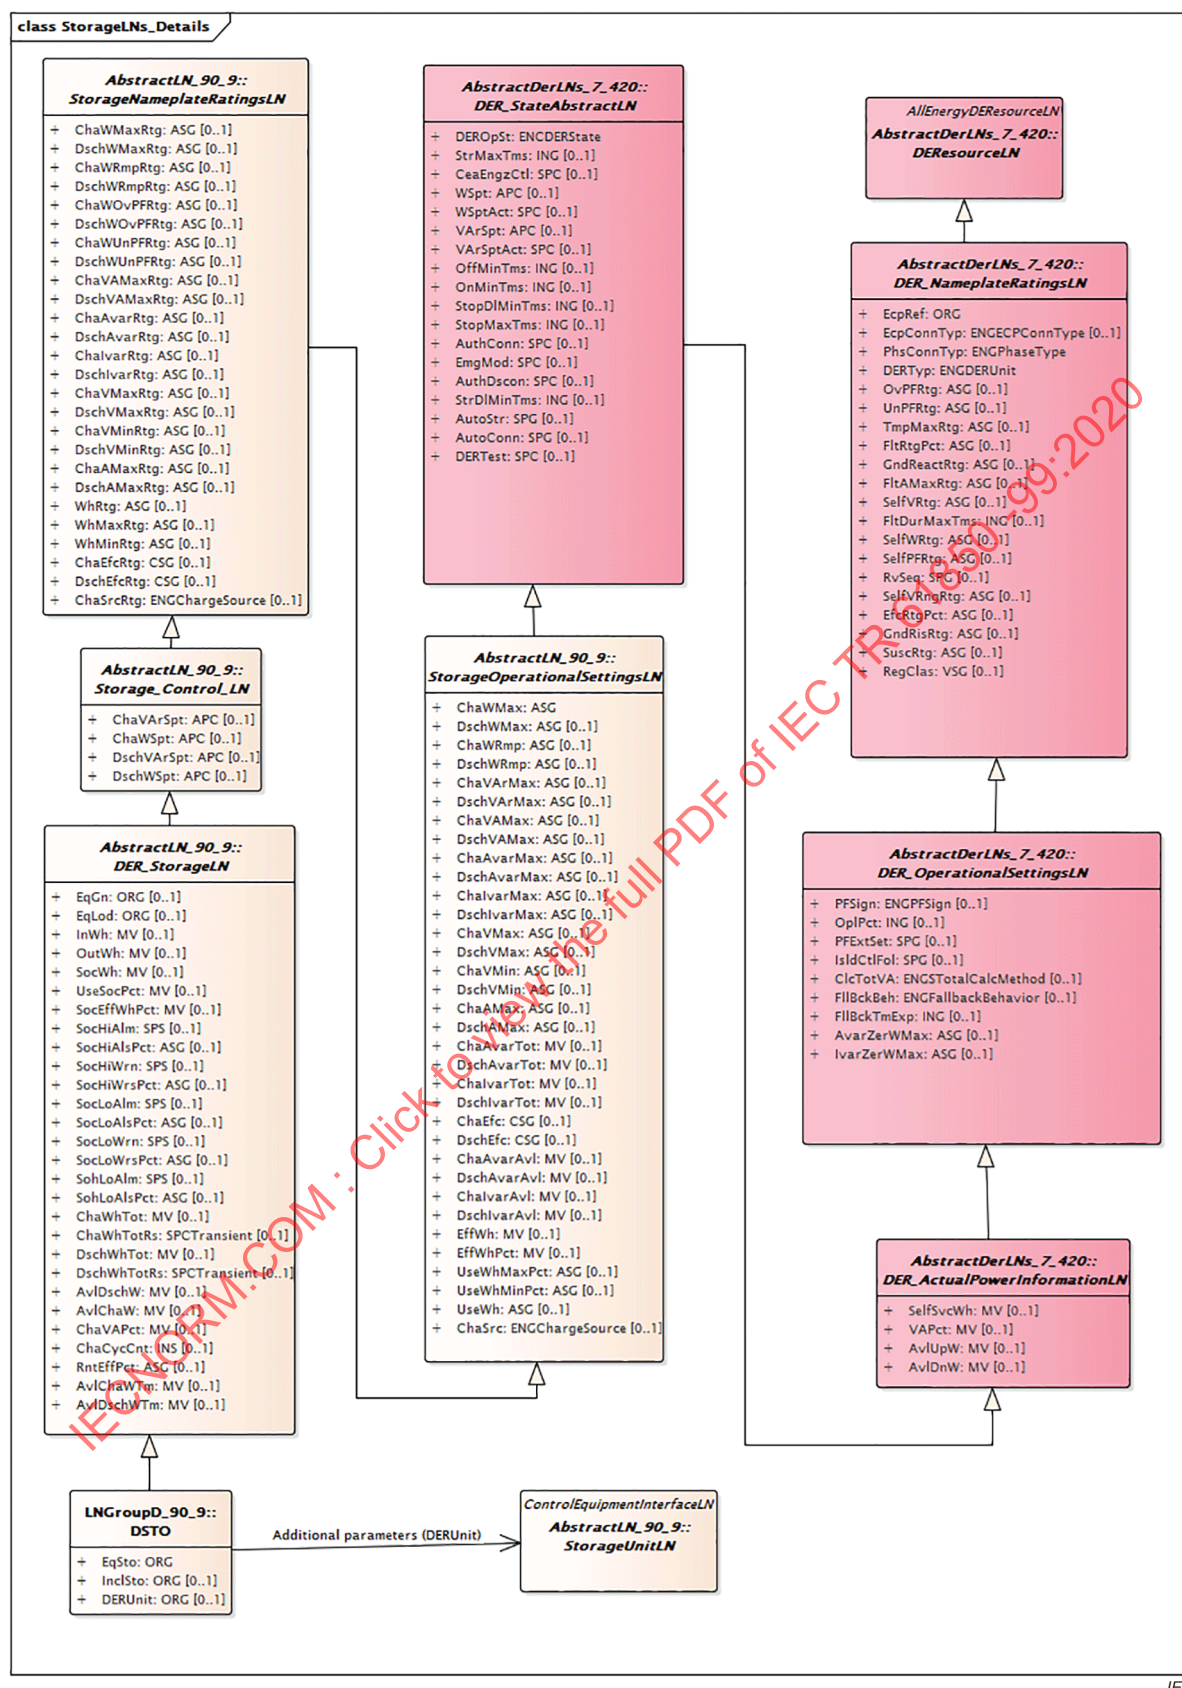 class StorageLNs_Details
AbstractLN_90_9::
StorageNameplateRatingsLN
+ ChaWMaxRtg: ASG [0..1]
+ DschWMaxRtg: ASG [0..1]
+ ChaWRmpRtg: ASG [0..1]
+ DschWRmpRtg: ASG [0..1]
+ ChaWOvPFRtg: ASG [0..1]
+ DschWOvPFRtg: ASG [0..1]
+ ChaWUnPFRtg: ASG [0..1]
+ DschWUnPFRtg: ASG [0..1]
+ ChaVAMaxRtg: ASG [0..1]
+ DschVAMaxRtg: ASG [0..1]
+ ChaAvarRtg: ASG [0..1]
+ DschAvarRtg: ASG [0..1]
+ ChaIvarRtg: ASG [0..1]
+ DschIvarRtg: ASG [0..1]
+ ChaVMaxRtg: ASG [0..1]
+ DschVMaxRtg: ASG [0..1]
+ ChaVMinRtg: ASG [0..1]
+ DschVMinRtg: ASG [0..1]
+ ChaAMaxRtg: ASG [0..1]
+ DschAMaxRtg: ASG [0..1]
+ WhRtg: ASG [0..1]
+ WhMaxRtg: ASG [0..1]
+ WhMinRtg: ASG [0..1]
+ ChaEfcRtg: CSG [0..1]
+ DschEfcRtg: CSG [0..1]
+ ChaSrcRtg: ENGChargeSource [0..1]
AbstractLN_90_9::
Storage_Control_LN
+ ChaVArSpt: APC [0..1]
+ ChaWSpt: APC [0..1]
+ DschVArSpt: APC [0..1]
+ DschWSpt: APC [0..1]
AbstractLN_90_9::
DER_StorageLN
+ EqGn: ORG [0..1]
+ EqLod: ORG [0..1]
+ InWh: MV [0..1]
+ OutWh: MV [0..1]
+ SocWh: MV [0..1]
+ UseSocPct: MV [0..1]
+ SocEffWhPct: MV [0..1]
+ SocHiAlm: SPS [0..1]
+ SocHiAlsPct: ASG [0..1]
+ SocHiWrn: SPS [0..1]
+ SocHiWrsPct: ASG [0..1]
+ SocLoAlm: SPS [0..1]
+ SocLoAlsPct: ASG [0..1]
+ SocLoWrn: SPS [0..1]
+ SocLoWrsPct: ASG [0..1]
+ SohLoAlm: SPS [0..1]
+ SohLoAlsPct: ASG [0..1]
+ ChaWhTot: MV [0..1]
+ ChaWhTotRs: SPCTransient [0..1]
+ DschWhTot: MV [0..1]
+ DschWhTotRs: SPCTransient [0..1]
+ AvlDschW: MV [0..1]
+ AvlChaW: MV [0..1]
+ ChaVAPct: MV [0..1]
+ ChaCycCnt: INS [0..1]
+ RntEffPct: ASG [0..1]
+ AvlChaWTm: MV [0..1]
+ AvlDschWTm: MV [0..1]
LNGroupD_90_9::
DSTO
+ EqSto: ORG
+ InclSto: ORG [0..1]
+ DERUnit: ORG [0..1]
Additional parameters (DERUnit)
ControlEquipmentInterfaceLN
AbstractLN_90_9::
StorageUnitLN
AbstractDerLNs_7_420::
DER_StateAbstractLN
+ DEROpSt: ENCDERState
+ StrMaxTms: ING [0..1]
+ CeaEngzCtl: SPC [0..1]
+ WSpt: APC [0..1]
+ WSptAct: SPC [0..1]
+ VArSpt: APC [0..1]
+ VArSptAct: SPC [0..1]
+ OffMinTms: ING [0..1]
+ OnMinTms: ING [0..1]
+ StopDlMinTms: ING [0..1]
+ StopMaxTms: ING [0..1]
+ AuthConn: SPC [0..1]
+ EmgMod: SPC [0..1]
+ AuthDscon: SPC [0..1]
+ StrDlMinTms: ING [0..1]
+ AutoStr: SPG [0..1]
+ AutoConn: SPG [0..1]
+ DERTest: SPC [0..1]
AbstractLN_90_9::
StorageOperationalSettingsLN
+ ChaWMax: ASG
+ DschWMax: ASG [0..1]
+ ChaWRmp: ASG [0..1]
+ DschWRmp: ASG [0..1]
+ ChaVArMax: ASG [0..1]
+ DschVArMax: ASG [0..1]
+ ChaVAMax: ASG [0..1]
+ DschVAMax: ASG [0..1]
+ ChaAvarMax: ASG [0..1]
+ DschAvarMax: ASG [0..1]
+ ChaIvarMax: ASG [0..1]
+ DschIvarMax: ASG [0..1]
+ ChaVMax: ASG [0..1]
+ DschVMax: ASG [0..1]
+ ChaVMin: ASG [0..1]
+ DschVMin: ASG [0..1]
+ ChaAMax: ASG [0..1]
+ DschAMax: ASG [0..1]
+ ChaAvarTot: MV [0..1]
+ DschAvarTot: MV [0..1]
+ ChaIvarTot: MV [0..1]
+ DschIvarTot: MV [0..1]
+ ChaEfc: CSG [0..1]
+ DschEfc: CSG [0..1]
+ ChaAvarAvl: MV [0..1]
+ DschAvarAvl: MV [0..1]
+ ChaIvarAvl: MV [0..1]
+ DschIvarAvl: MV [0..1]
+ EffWh: MV [0..1]
+ EffWhPct: MV [0..1]
+ UseWhMaxPct: ASG [0..1]
+ UseWhMinPct: ASG [0..1]
+ UseWh: ASG [0..1]
+ ChaSrc: ENGChargeSource [0..1]
AllEnergyDEResourceLN
AbstractDerLNs_7_420::
DEResourceLN
AbstractDerLNs_7_420::
DER_NameplateRatingsLN
+ EcpRef: ORG
+ EcpConnTyp: ENGECPConnType [0..1]
+ PhsConnTyp: ENGPhaseType
+ DERTyp: ENGDERUnit
+ OvPFRtg: ASG [0..1]
+ UnPFRtg: ASG [0..1]
+ TmpMaxRtg: ASG [0..1]
+ FltRtgPct: ASG [0..1]
+ GndReactRtg: ASG [0..1]
+ FltAMaxRtg: ASG [0..1]
+ SelfVRtg: ASG [0..1]
+ FltDurMaxTms: ING [0..1]
+ SelfWRtg: ASG [0..1]
+ SelfPFRtg: ASG [0..1]
+ RvSeq: SPG [0..1]
+ SelfVRngRtg: ASG [0..1]
+ EfcRtgPct: ASG [0..1]
+ GndRisRtg: ASG [0..1]
+ SuscRtg: ASG [0..1]
+ RegClas: VSG [0..1]
AbstractDerLNs_7_420::
DER_OperationalSettingsLN
+ PFSign: ENGPFSign [0..1]
+ OplPct: ING [0..1]
+ PFExtSet: SPG [0..1]
+ IsldCtlFol: SPG [0..1]
+ ClcTotVA: ENGSTotalCalcMethod [0..1]
+ FllBckBeh: ENGFallbackBehavior [0..1]
+ FllBckTmExp: ING [0..1]
+ AvarZerWMax: ASG [0..1]
+ IvarZerWMax: ASG [0..1]
AbstractDerLNs_7_420::
DER_ActualPowerInformationLN
+ SelfSvcWh: MV [0..1]
+ VAPct: MV [0..1]
+ AvlUpW: MV [0..1]
+ AvlDnW: MV [0..1]
IECNORM.COM : Click to view the full PDF of IEC TR 61850-90-9:2020